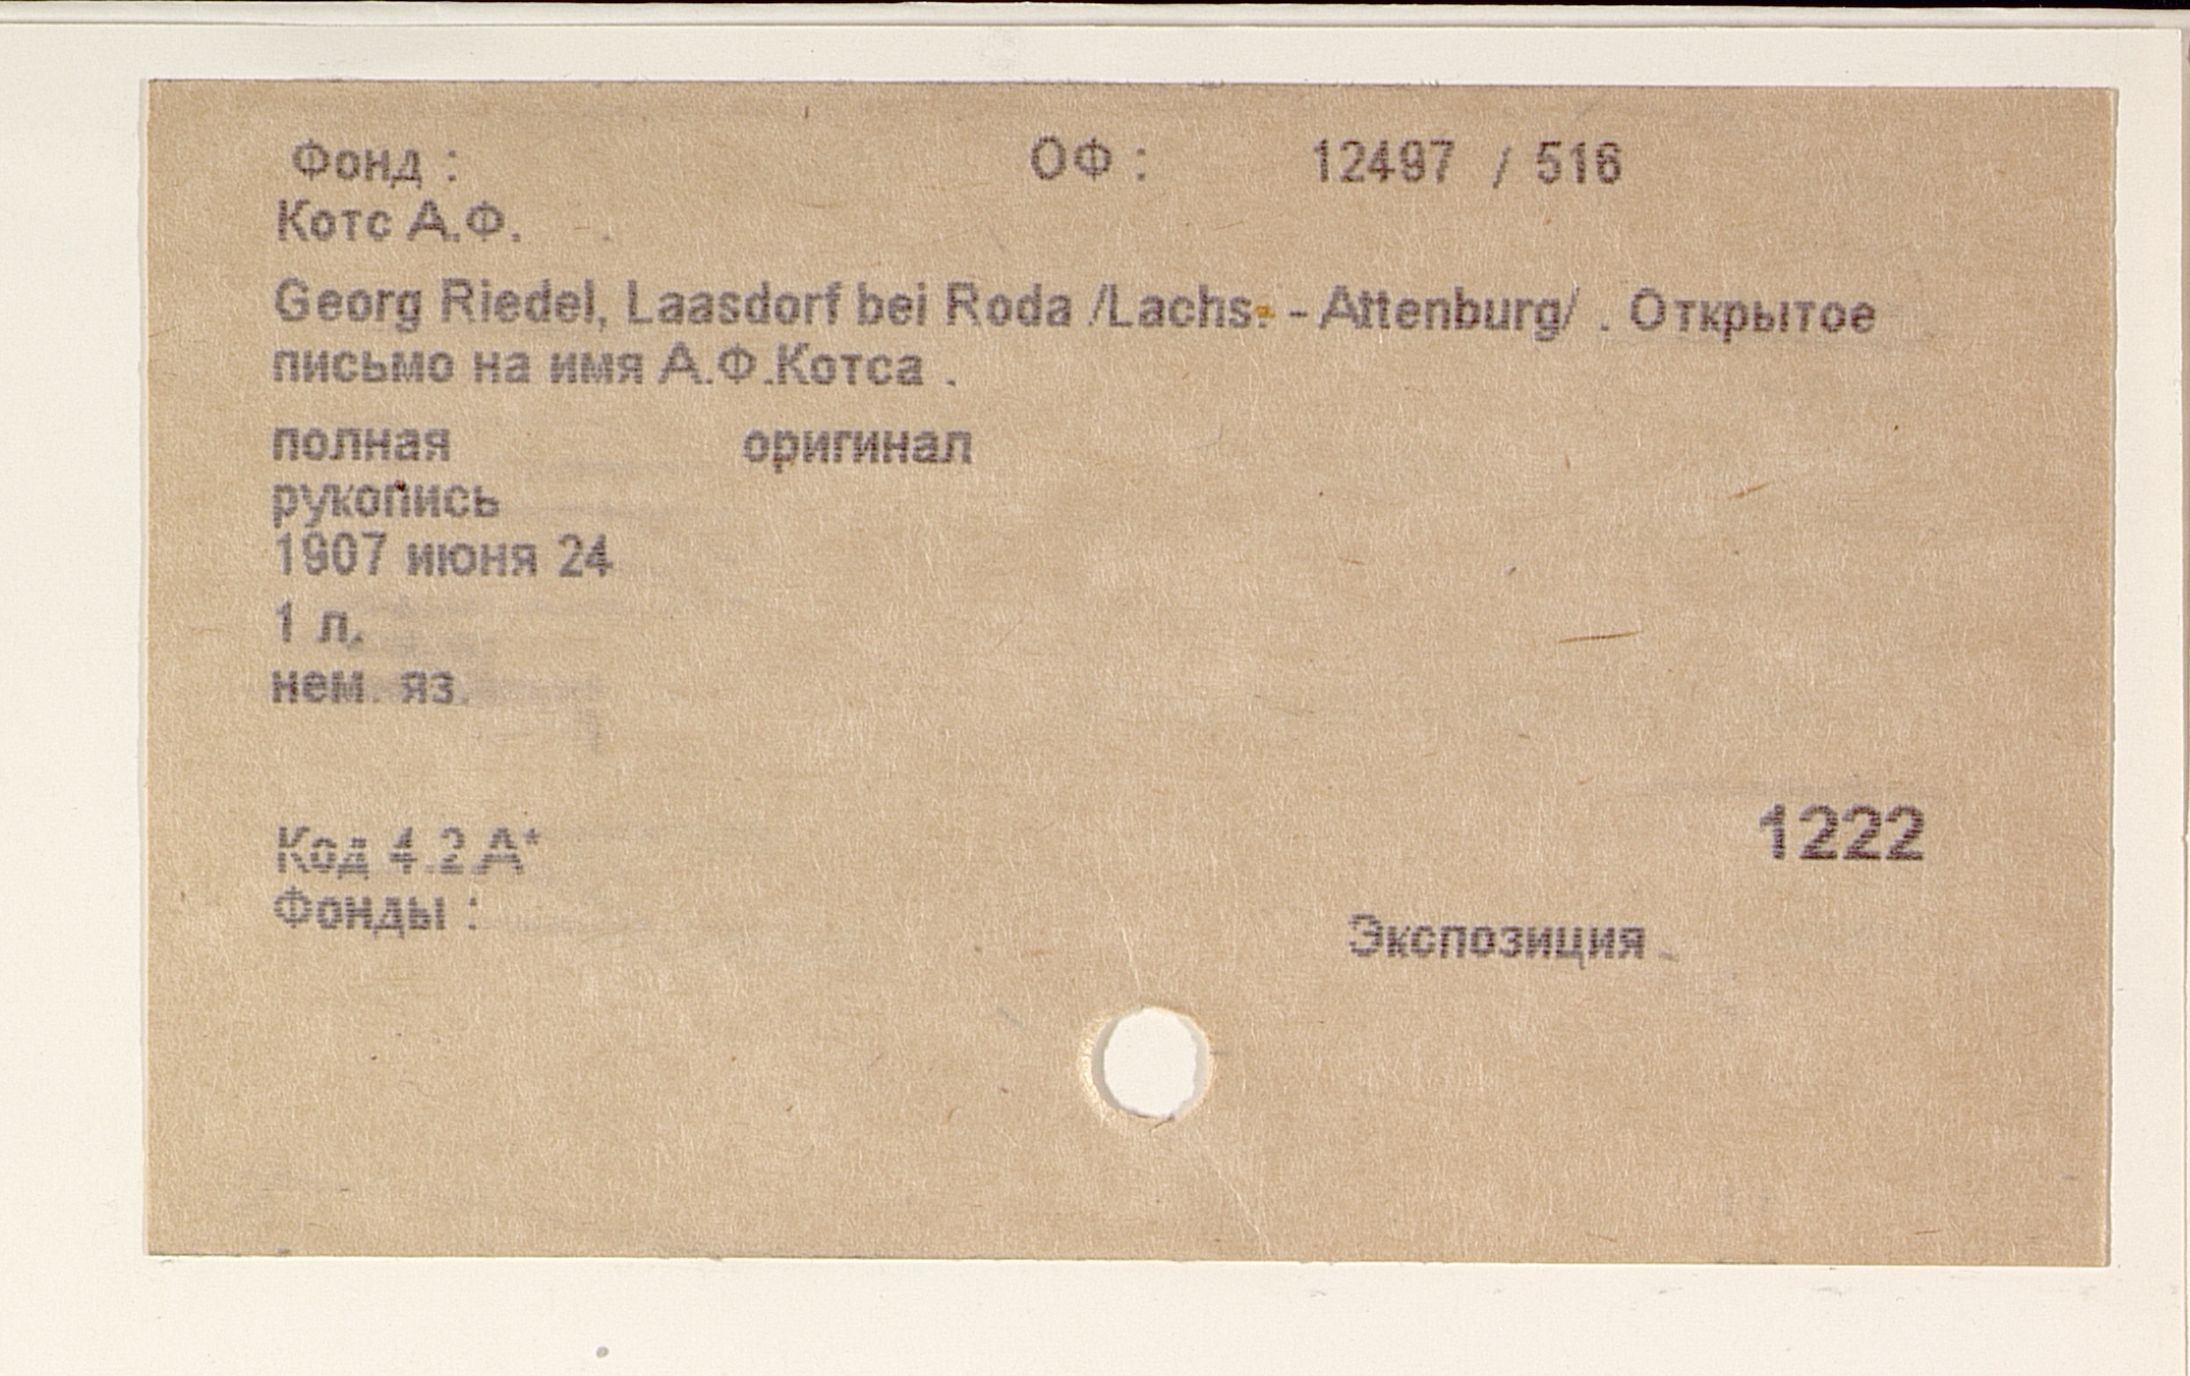 Фонд : ОФ : 12497 / 516
Котс А.Ф.
Georg Riedel, Laasdorf bei Roda /Lachs. - Attenburg/ . Открытое
письмо на имя А.Ф.Котса .
полная оригинал
рукопись
1907 июня 24
1 л.
нем. яз.
1222
Код 4.2.А*
Фонды :
Экспозиция .